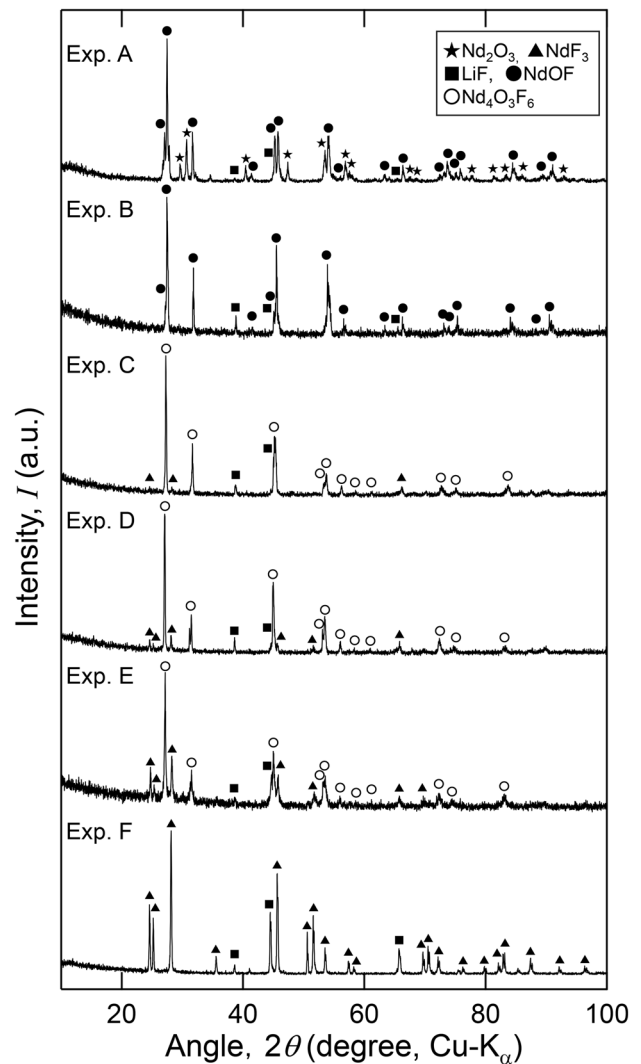 Exp. A
★Nd₂O₃, ▲NdF₃
■LiF, ●NdOF
○Nd₄O₃F₆
Exp. B
Exp. C
Exp. D
Exp. E
Exp. F
Intensity, I (a.u.)
20 40 60 80 100
Angle, 2θ (degree, Cu-Kα)